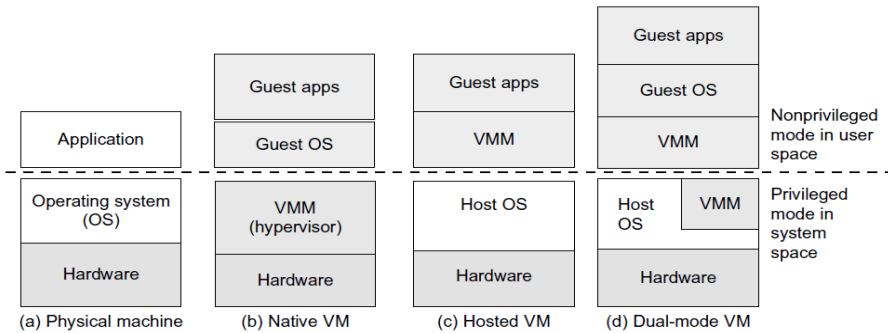 Application
Operating system
(OS)
Hardware
(a) Physical machine
Guest apps
Guest OS
VMM
(hypervisor)
Hardware
(b) Native VM
Guest apps
VMM
Host OS
Hardware
(c) Hosted VM
Guest apps
Guest OS
VMM
Host
OS
VMM
Hardware
(d) Dual-mode VM
Nonprivileged
mode in user
space
Privileged
mode in
system
space